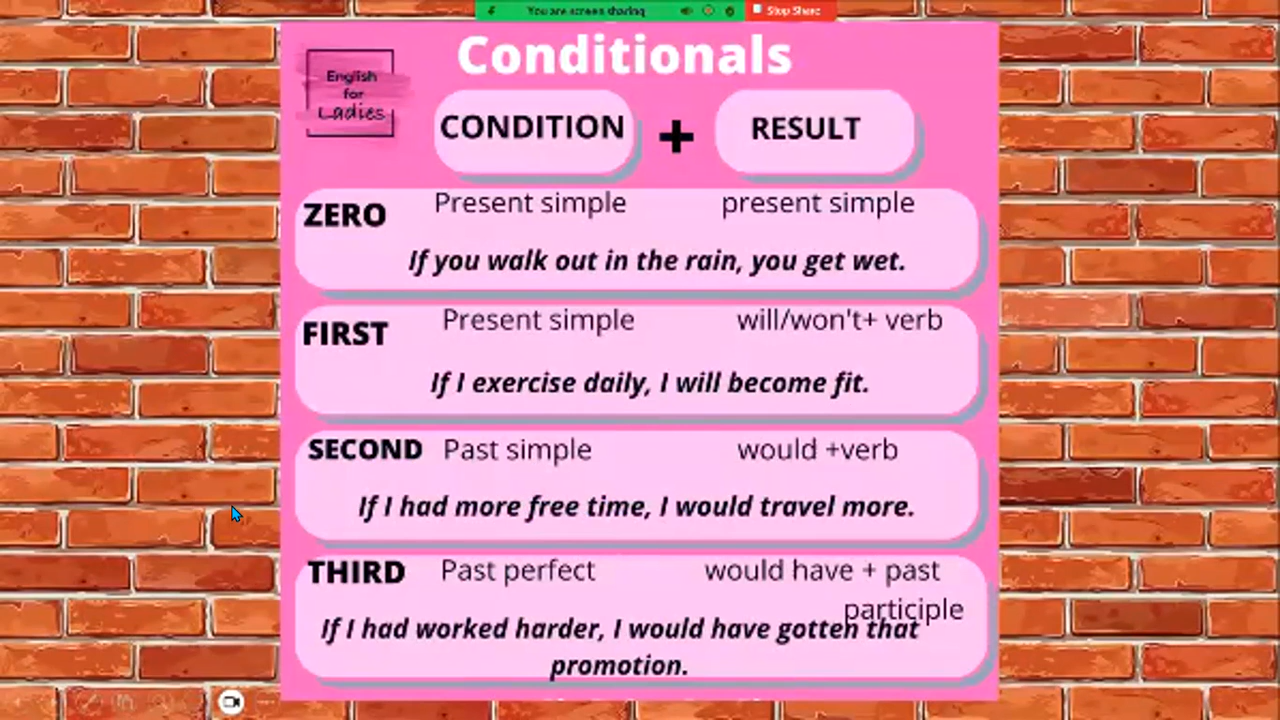 You are screen sharing
Stop Share
Conditionals
English
for
Ladies
CONDITION + RESULT
ZERO Present simple present simple
If you walk out in the rain, you get wet.
FIRST Present simple will/won't+ verb
If I exercise daily, I will become fit.
SECOND Past simple would +verb
If I had more free time, I would travel more.
THIRD Past perfect would have + past
participle
If I had worked harder, I would have gotten that
promotion.